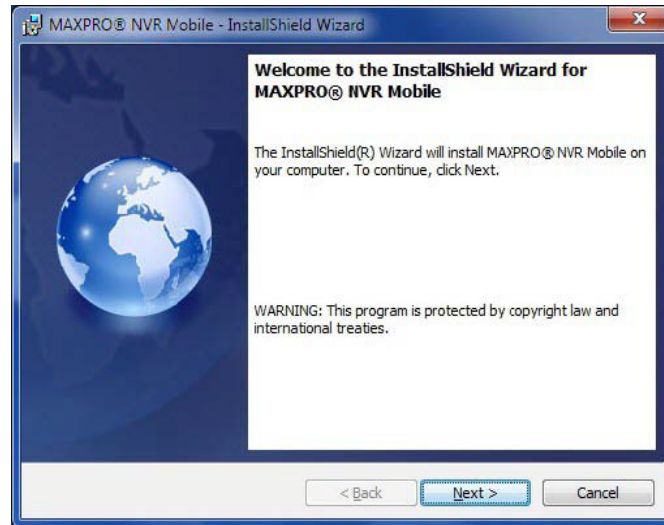 MAXPRO® NVR Mobile - InstallShield Wizard
Welcome to the InstallShield Wizard for
MAXPRO® NVR Mobile
The InstallShield(R) Wizard will install MAXPRO® NVR Mobile on
your computer. To continue, click Next.
WARNING: This program is protected by copyright law and
international treaties.
< Back
Next >
Cancel